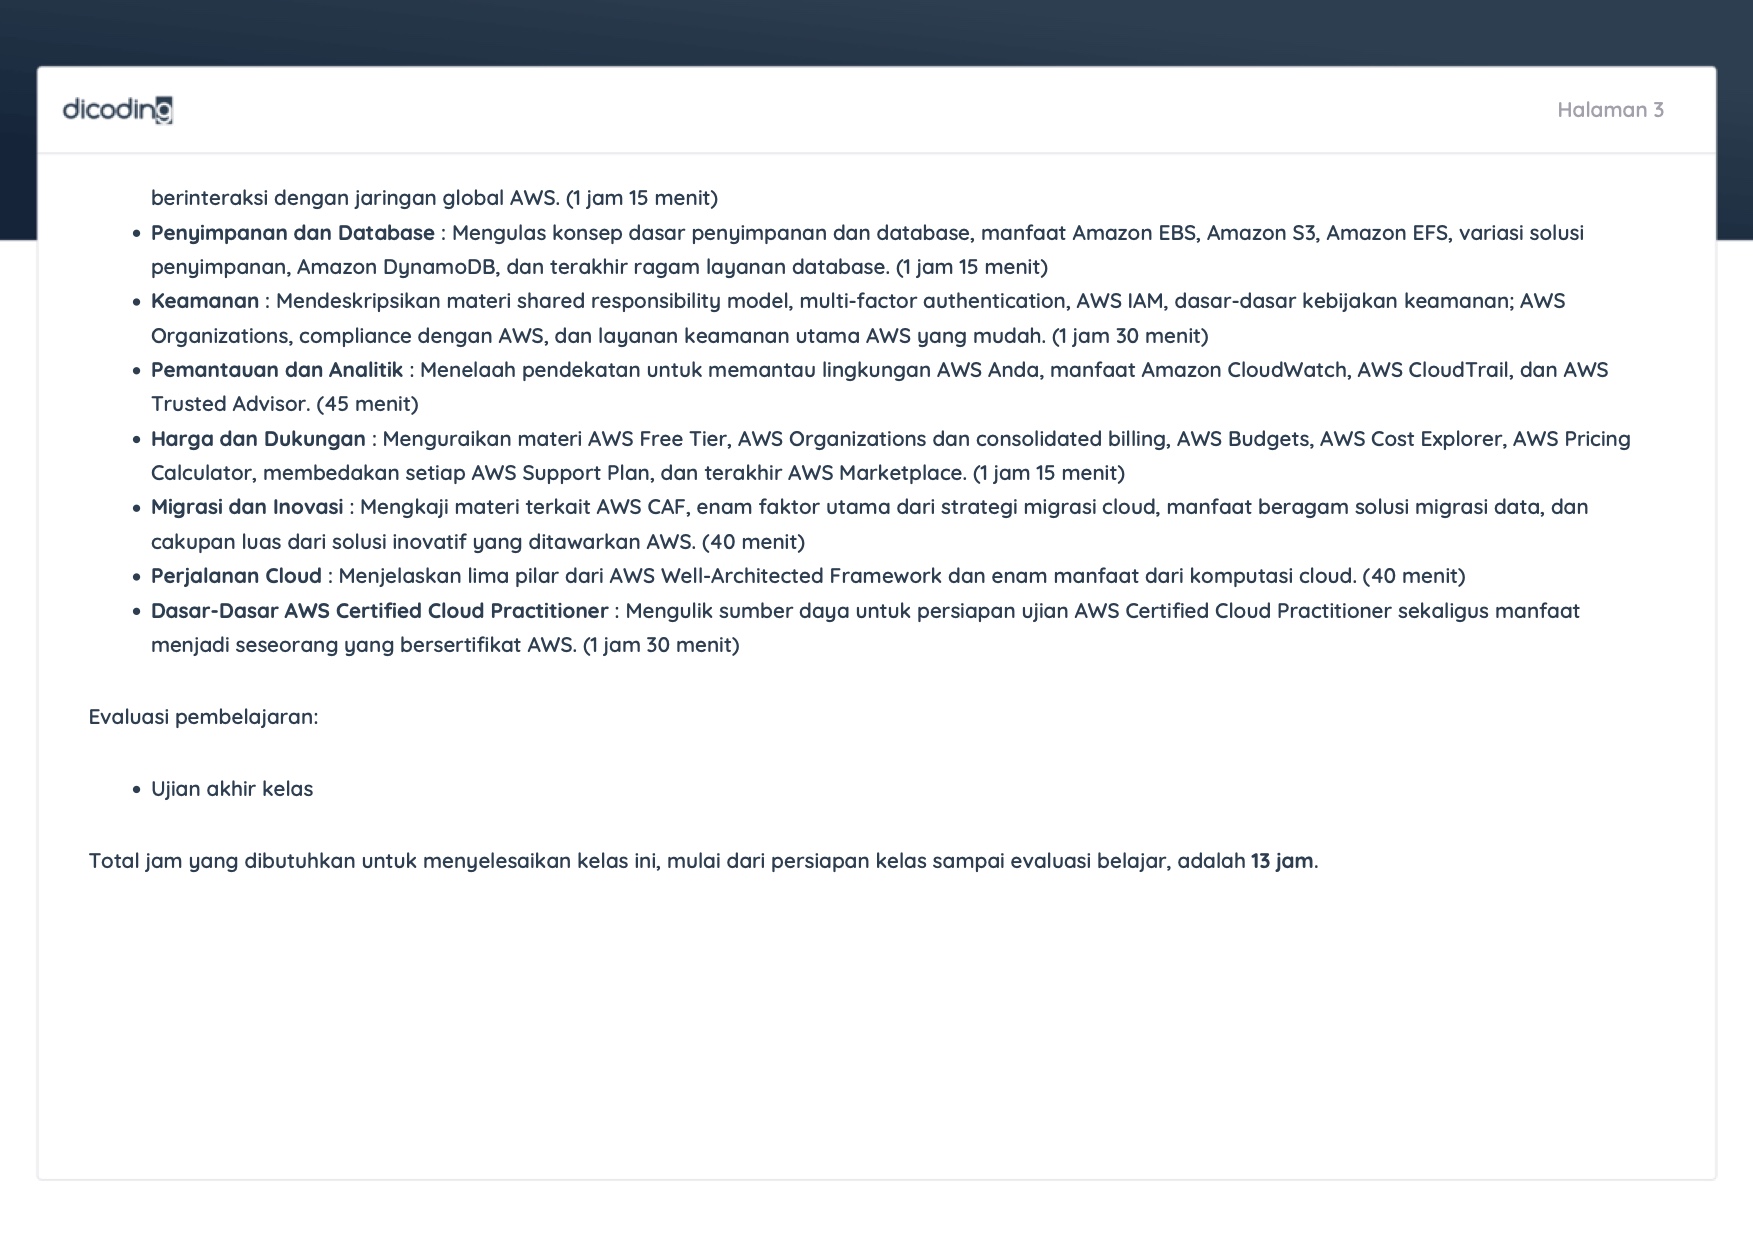 dicoding
Halaman 3
berinteraksi dengan jaringan global AWS. (1 jam 15 menit)
• Penyimpanan dan Database : Mengulas konsep dasar penyimpanan dan database, manfaat Amazon EBS, Amazon S3, Amazon EFS, variasi solusi
penyimpanan, Amazon DynamoDB, dan terakhir ragam layanan database. (1 jam 15 menit)
• Keamanan : Mendeskripsikan materi shared responsibility model, multi-factor authentication, AWS IAM, dasar-dasar kebijakan keamanan; AWS
Organizations, compliance dengan AWS, dan layanan keamanan utama AWS yang mudah. (1 jam 30 menit)
• Pemantauan dan Analitik : Menelaah pendekatan untuk memantau lingkungan AWS Anda, manfaat Amazon CloudWatch, AWS CloudTrail, dan AWS
Trusted Advisor. (45 menit)
• Harga dan Dukungan : Menguraikan materi AWS Free Tier, AWS Organizations dan consolidated billing, AWS Budgets, AWS Cost Explorer, AWS Pricing
Calculator, membedakan setiap AWS Support Plan, dan terakhir AWS Marketplace. (1 jam 15 menit)
• Migrasi dan Inovasi : Mengkaji materi terkait AWS CAF, enam faktor utama dari strategi migrasi cloud, manfaat beragam solusi migrasi data, dan
cakupan luas dari solusi inovatif yang ditawarkan AWS. (40 menit)
• Perjalanan Cloud : Menjelaskan lima pilar dari AWS Well-Architected Framework dan enam manfaat dari komputasi cloud. (40 menit)
• Dasar-Dasar AWS Certified Cloud Practitioner : Mengulik sumber daya untuk persiapan ujian AWS Certified Cloud Practitioner sekaligus manfaat
menjadi seseorang yang bersertifikat AWS. (1 jam 30 menit)
Evaluasi pembelajaran:
• Ujian akhir kelas
Total jam yang dibutuhkan untuk menyelesaikan kelas ini, mulai dari persiapan kelas sampai evaluasi belajar, adalah 13 jam.